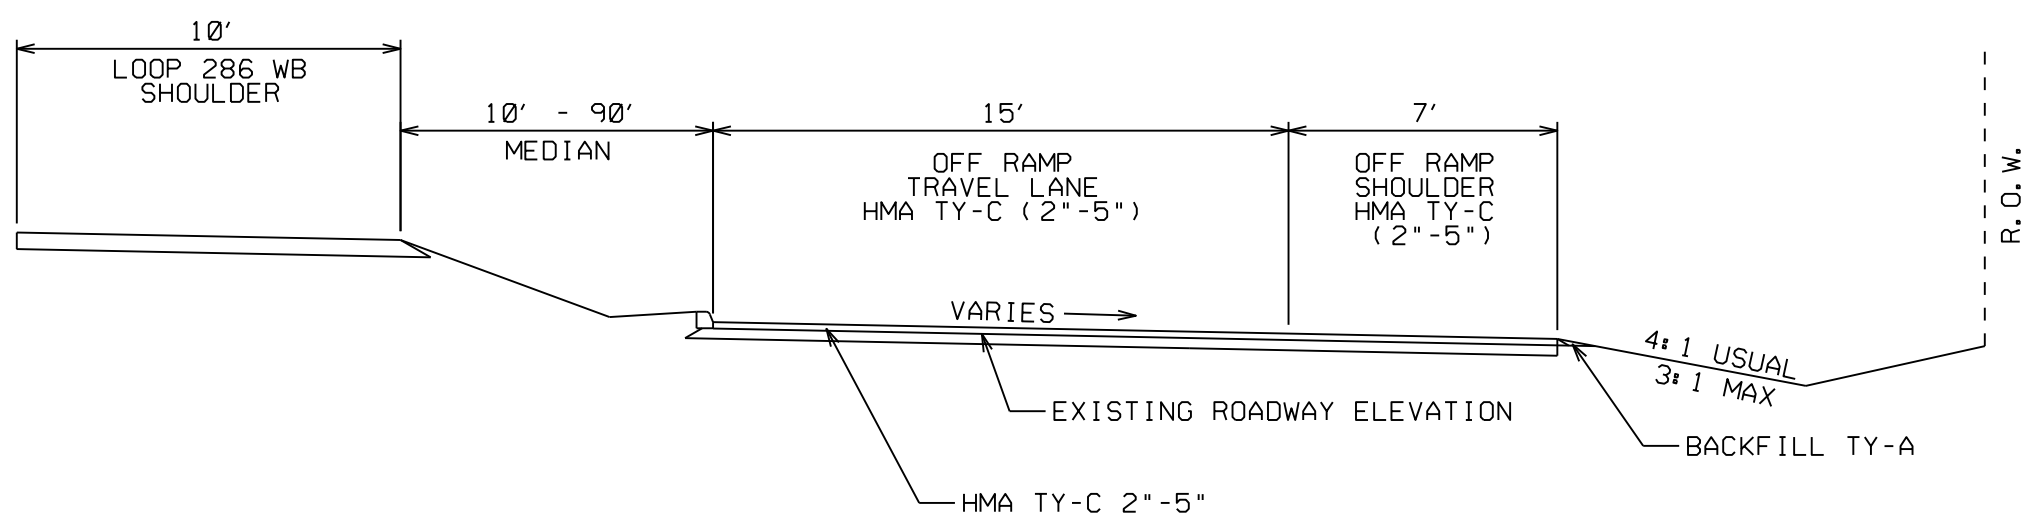 10'
LOOP 286 WB
SHOULDER
10' - 90'
MEDIAN
15'
OFF RAMP
TRAVEL LANE
HMA TY-C (2"-5")
7'
OFF RAMP
SHOULDER
HMA TY-C
(2"-5")
R.O.W.
VARIES
4:1 USUAL
3:1 MAX
EXISTING ROADWAY ELEVATION
BACKFILL TY-A
HMA TY-C 2"-5"